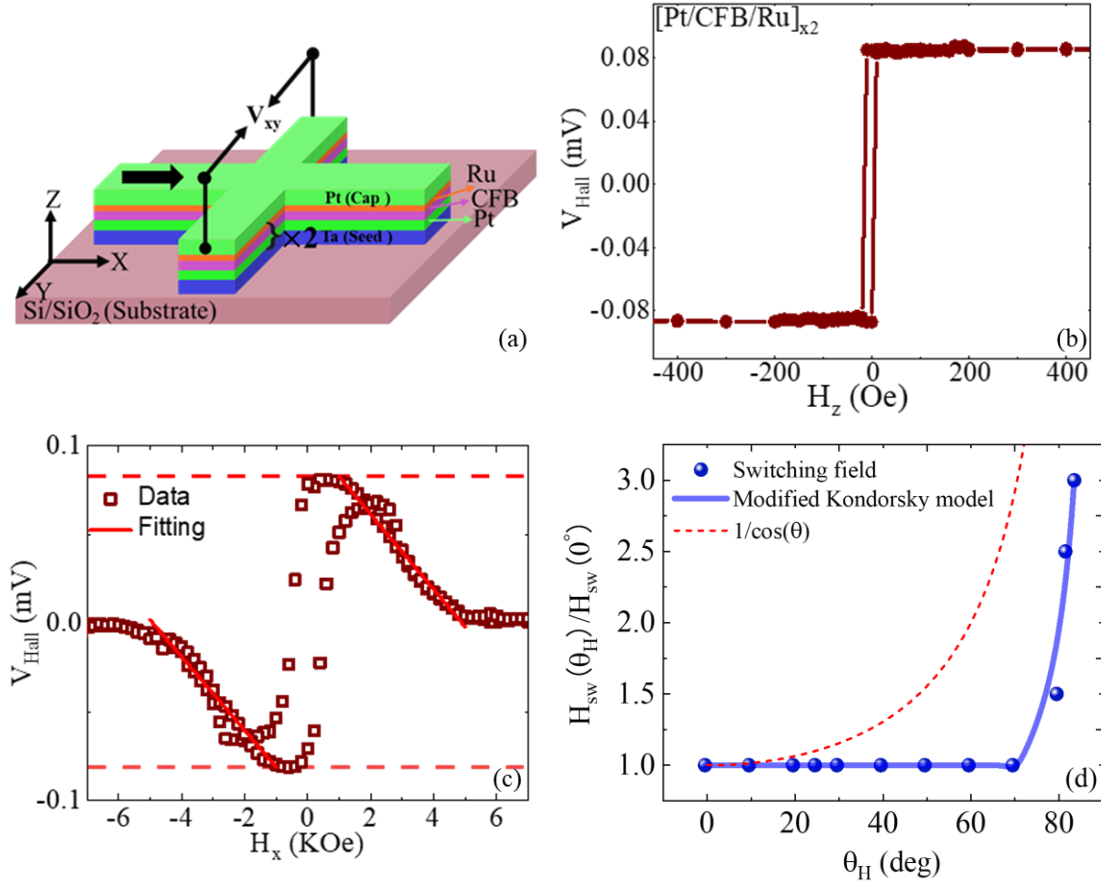 V_xy
Ru
CFB
Pt
Pt (Cap )
×2
Ta (Seed )
Z
X
Y
Si/SiO₂ (Substrate)
(a)
[Pt/CFB/Ru]ₓ₂
V_Hall (mV)
0.08
0.04
0.00
-0.04
-0.08
-400 -200 0 200 400
H_z (Oe)
(b)
V_Hall (mV)
0.1
0.0
-0.1
Data
Fitting
-6 -4 -2 0 2 4 6
H_x (KOe)
(c)
H_sw (θ_H) /H_sw (0°)
3.0
2.5
2.0
1.5
1.0
Switching field
Modified Kondorsky model
1/cos(θ)
0 20 40 60 80
θ_H (deg)
(d)